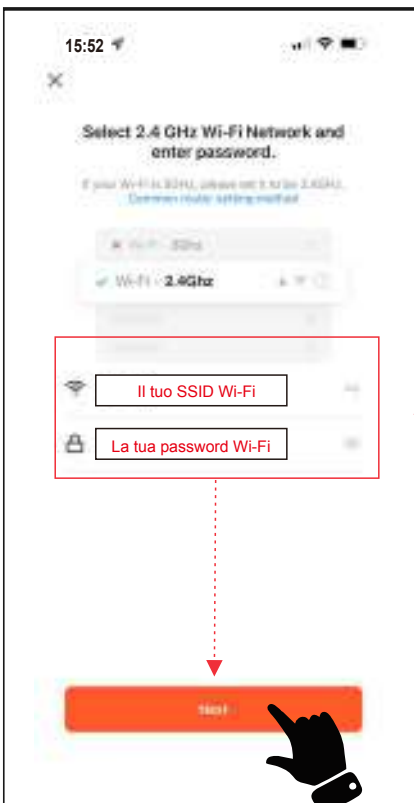 15:52
Select 2.4 GHz Wi-Fi Network and
enter password.
If your Wi-Fi is 5GHz, please set it to be 2.4GHz.
Common router setting method
Wi-Fi - 5Ghz
Wi-Fi - 2.4Ghz
Il tuo SSID Wi-Fi
La tua password Wi-Fi
Next